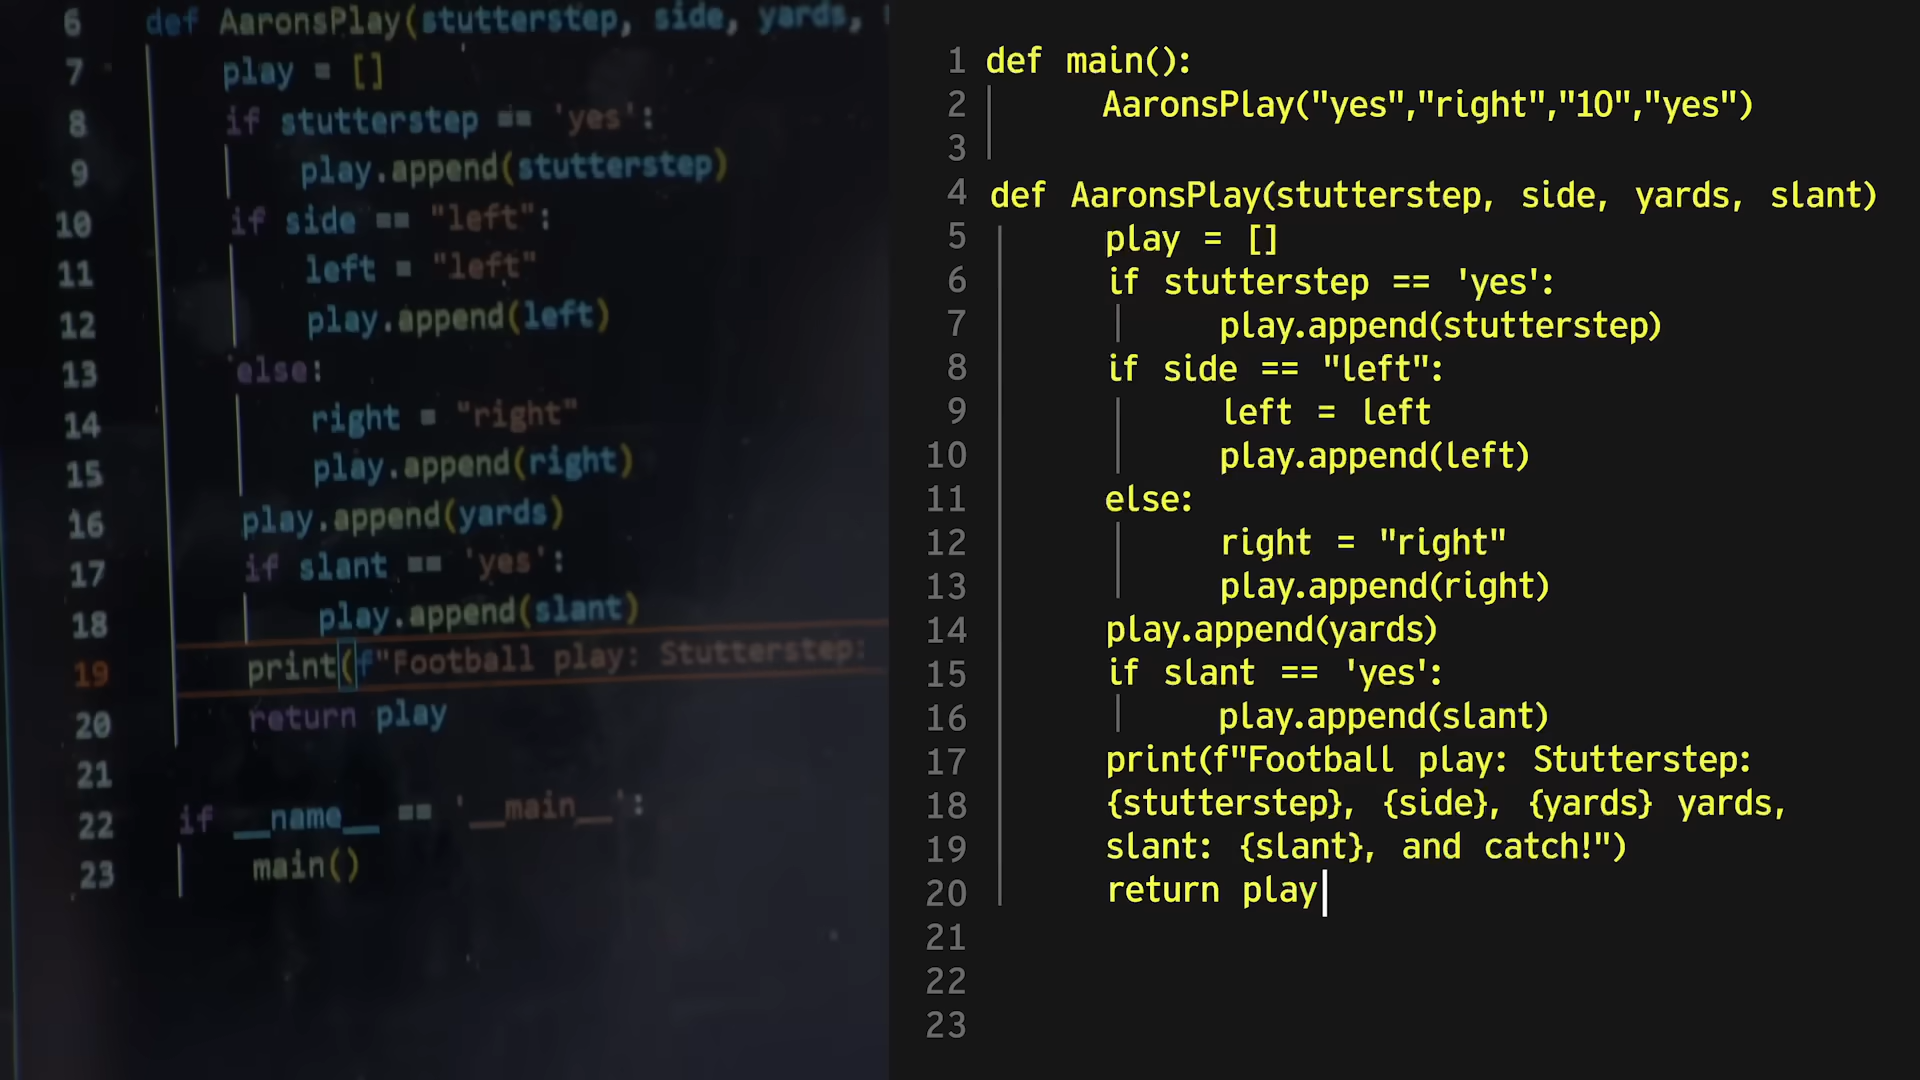 6 def AaronsPlay(stutterstep, side, yards,
7 play = []
8 if stutterstep == 'yes':
9 play.append(stutterstep)
10 if side == "left":
11 left = "left"
12 play.append(left)
13 else:
14 right = "right"
15 play.append(right)
16 play.append(yards)
17 if slant == 'yes':
18 play.append(slant)
19 print(f"Football play: Stutterstep:
20 return play
21
22 if __name__ == '__main__':
23 main()
1 def main():
2 AaronsPlay("yes","right","10","yes")
3
4 def AaronsPlay(stutterstep, side, yards, slant)
5 play = []
6 if stutterstep == 'yes':
7 play.append(stutterstep)
8 if side == "left":
9 left = left
10 play.append(left)
11 else:
12 right = "right"
13 play.append(right)
14 play.append(yards)
15 if slant == 'yes':
16 play.append(slant)
17 print(f"Football play: Stutterstep:
18 {stutterstep}, {side}, {yards} yards,
19 slant: {slant}, and catch!")
20 return play
21
22
23